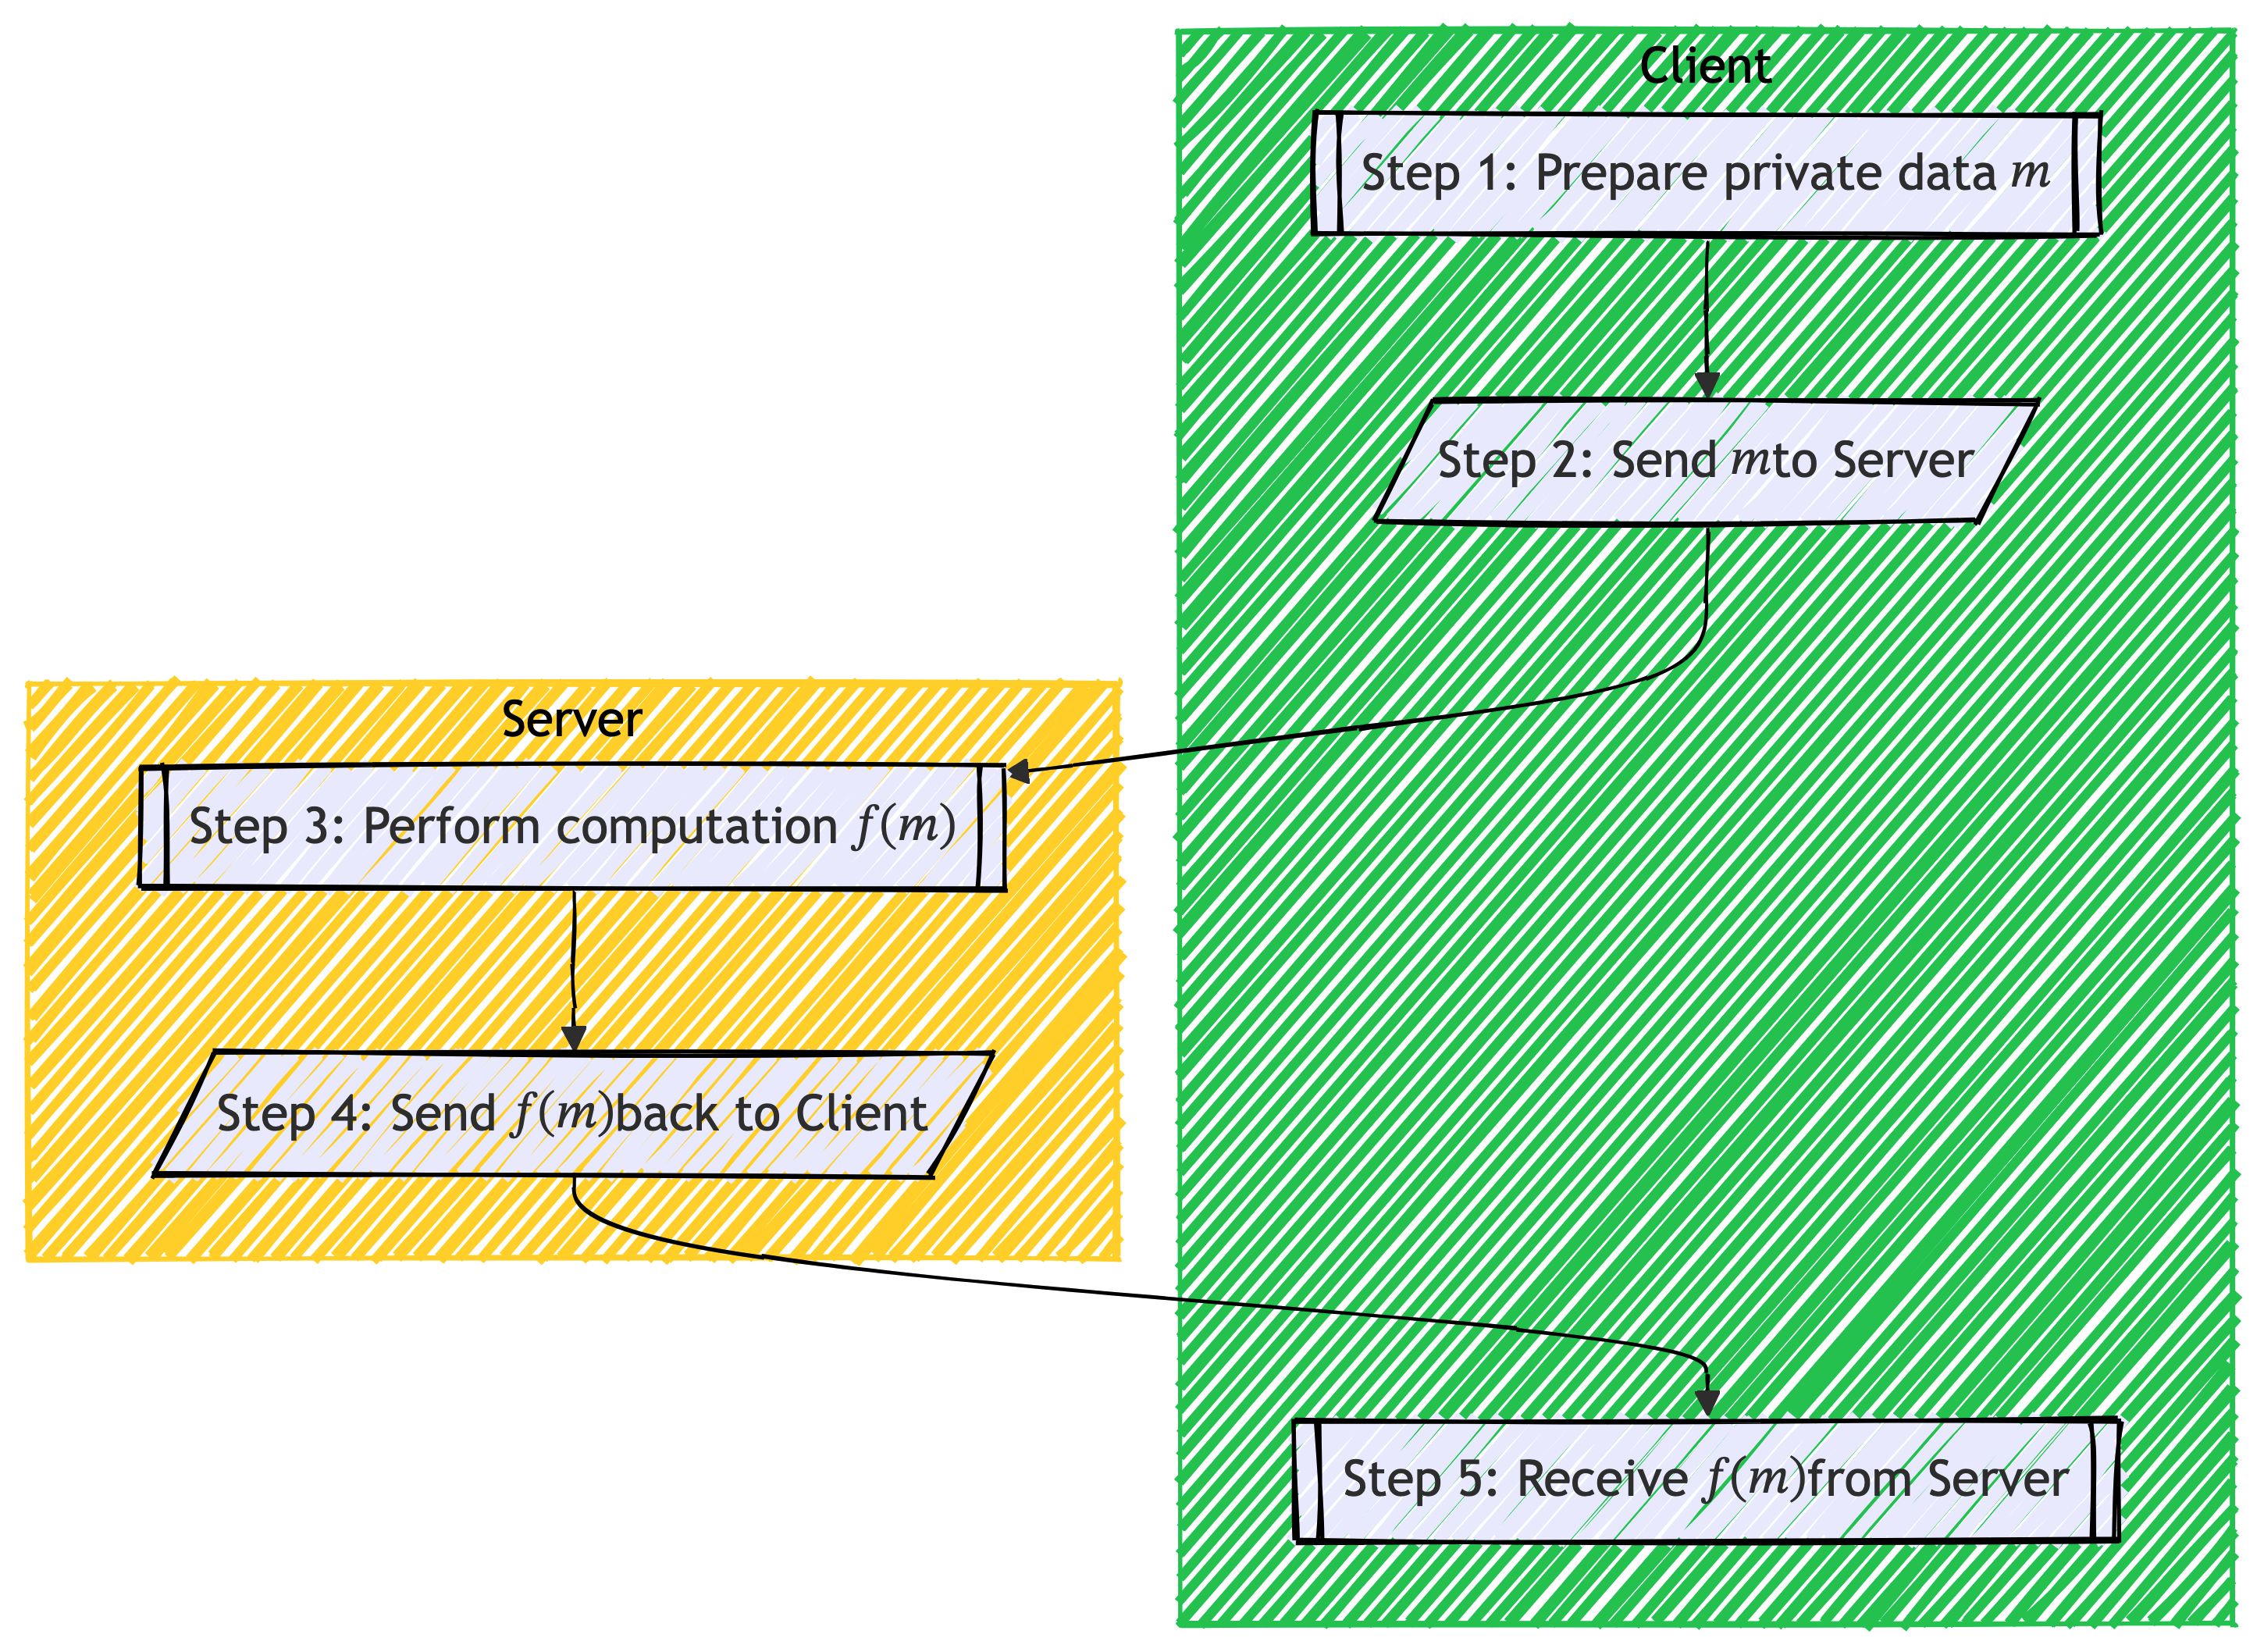 Client
Step 1: Prepare private data m
Step 2: Send mto Server
Server
Step 3: Perform computation f(m)
Step 4: Send f(m)back to Client
Step 5: Receive f(m)from Server